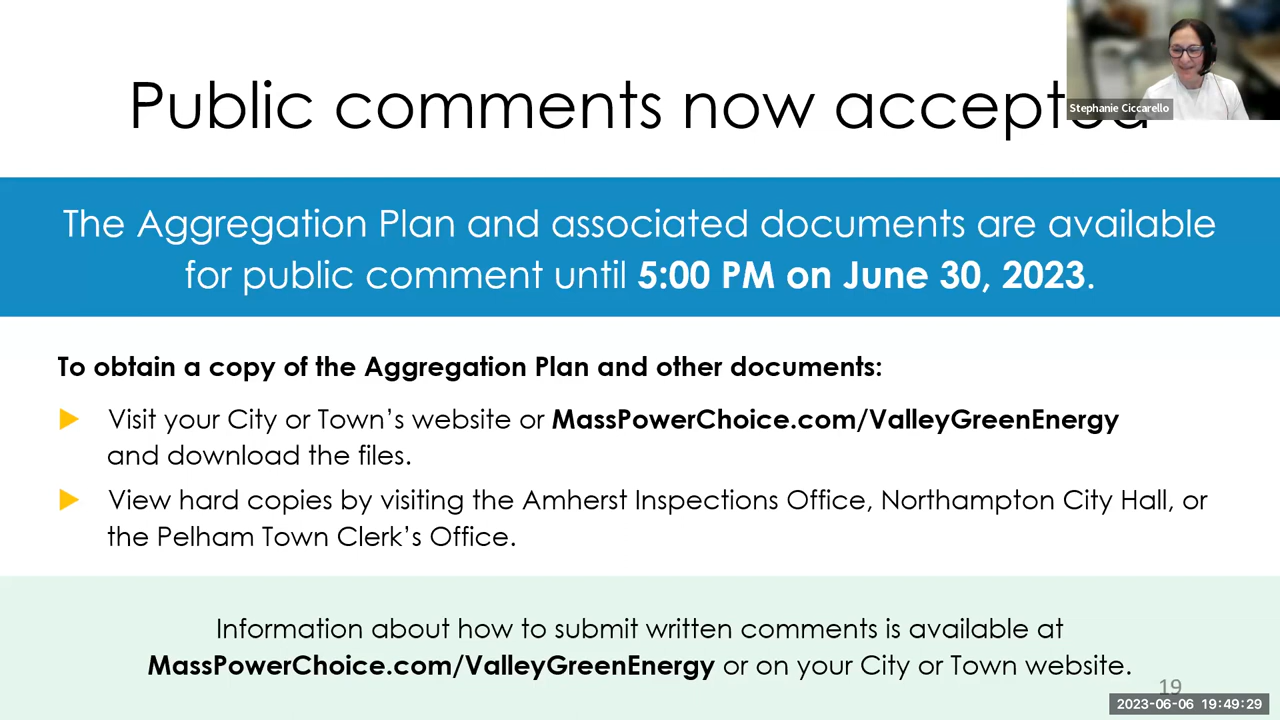 Public comments now accepted
Stephanie Ciccarello
The Aggregation Plan and associated documents are available
for public comment until 5:00 PM on June 30, 2023.
To obtain a copy of the Aggregation Plan and other documents:
Visit your City or Town's website or MassPowerChoice.com/ValleyGreenEnergy
and download the files.
View hard copies by visiting the Amherst Inspections Office, Northampton City Hall, or
the Pelham Town Clerk's Office.
Information about how to submit written comments is available at
MassPowerChoice.com/ValleyGreenEnergy or on your City or Town website.
19
2023-06-06 19:49:29